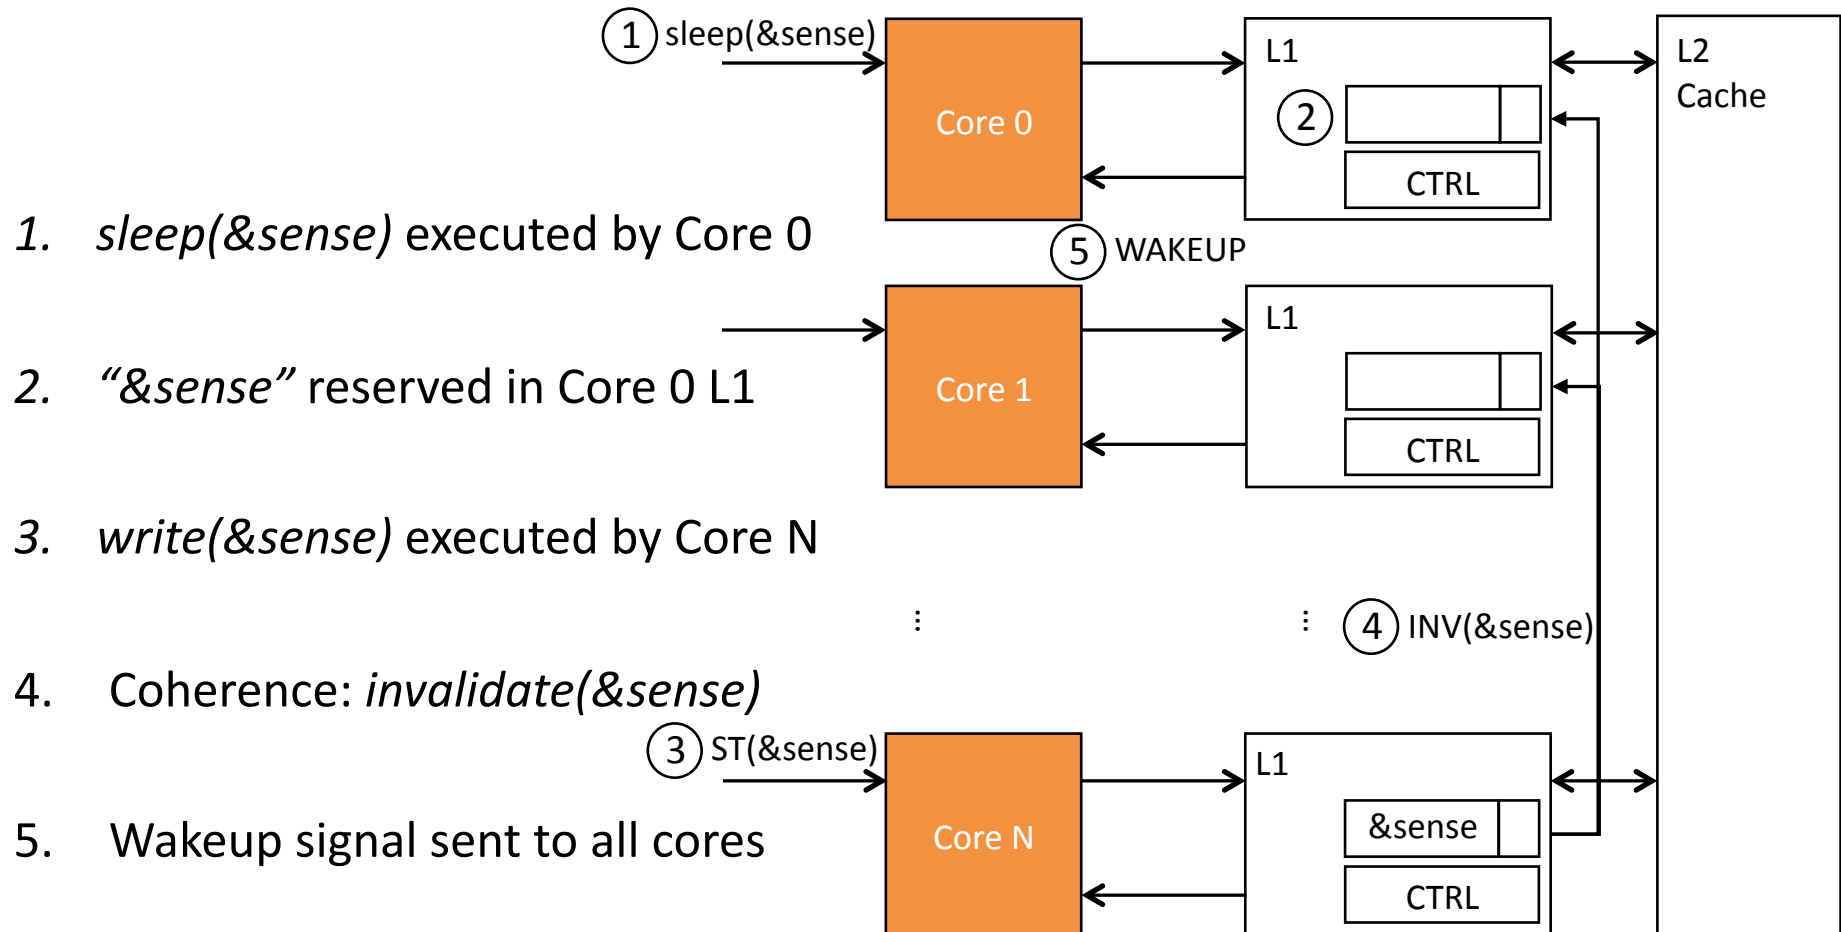 1 sleep(&sense)
Core 0
L1
2
CTRL
L2
Cache
1. sleep(&sense) executed by Core 0
5 WAKEUP
2. “&sense” reserved in Core 0 L1
Core 1
L1
CTRL
3. write(&sense) executed by Core N
⋮ ⋮
4 INV(&sense)
4. Coherence: invalidate(&sense)
3 ST(&sense)
Core N
L1
&sense
CTRL
5. Wakeup signal sent to all cores